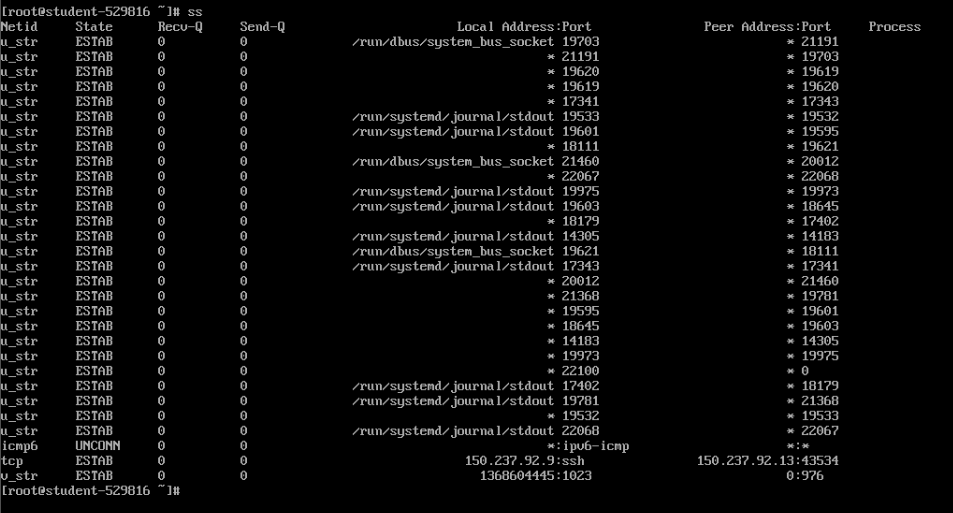 [root@student-529816 ~]# ss
Netid State Recv-Q Send-Q Local Address:Port Peer Address:Port Process
u_str ESTAB 0 0 /run/dbus/system_bus_socket 19703 * 21191
u_str ESTAB 0 0 * 21191 * 19703
u_str ESTAB 0 0 * 19620 * 19619
u_str ESTAB 0 0 * 19619 * 19620
u_str ESTAB 0 0 * 17341 * 17343
u_str ESTAB 0 0 /run/systemd/journal/stdout 19533 * 19532
u_str ESTAB 0 0 /run/systemd/journal/stdout 19601 * 19595
u_str ESTAB 0 0 * 18111 * 19621
u_str ESTAB 0 0 /run/dbus/system_bus_socket 21460 * 20012
u_str ESTAB 0 0 * 22067 * 22068
u_str ESTAB 0 0 /run/systemd/journal/stdout 19975 * 19973
u_str ESTAB 0 0 /run/systemd/journal/stdout 19603 * 18645
u_str ESTAB 0 0 * 18179 * 17402
u_str ESTAB 0 0 /run/systemd/journal/stdout 14305 * 14183
u_str ESTAB 0 0 /run/dbus/system_bus_socket 19621 * 18111
u_str ESTAB 0 0 /run/systemd/journal/stdout 17343 * 17341
u_str ESTAB 0 0 * 20012 * 21460
u_str ESTAB 0 0 * 21368 * 19781
u_str ESTAB 0 0 * 19595 * 19601
u_str ESTAB 0 0 * 18645 * 19603
u_str ESTAB 0 0 * 14183 * 14305
u_str ESTAB 0 0 * 19973 * 19975
u_str ESTAB 0 0 * 22100 * 0
u_str ESTAB 0 0 /run/systemd/journal/stdout 17402 * 18179
u_str ESTAB 0 0 /run/systemd/journal/stdout 19781 * 21368
u_str ESTAB 0 0 * 19532 * 19533
u_str ESTAB 0 0 /run/systemd/journal/stdout 22068 * 22067
icmp6 UNCONN 0 0 *:ipv6-icmp *:*
tcp ESTAB 0 0 150.237.92.9:ssh 150.237.92.13:43534
v_str ESTAB 0 0 1368604445:1023 0:976
[root@student-529816 ~]#